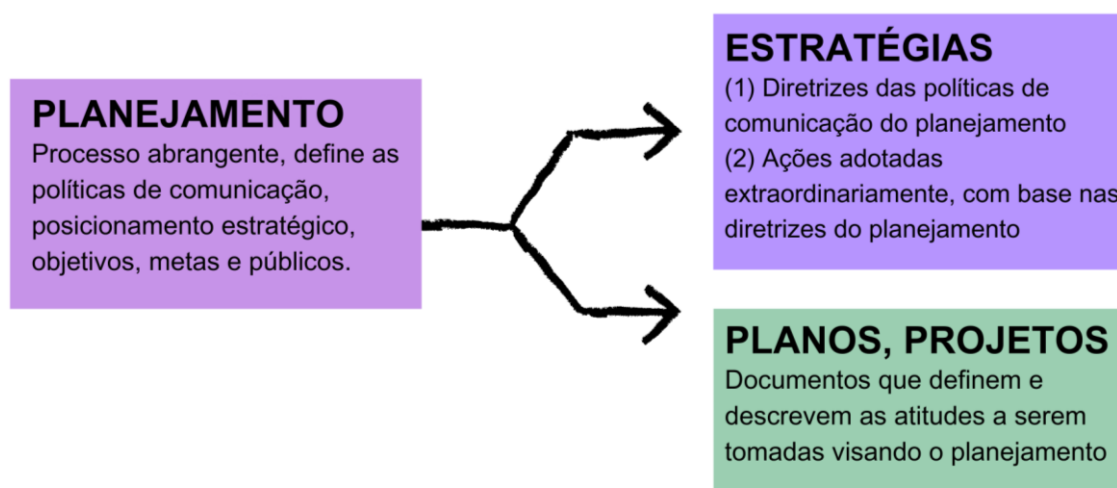 PLANEJAMENTO
Processo abrangente, define as
políticas de comunicação,
posicionamento estratégico,
objetivos, metas e públicos.
ESTRATÉGIAS
(1) Diretrizes das políticas de
comunicação do planejamento
(2) Ações adotadas
extraordinariamente, com base nas
diretrizes do planejamento
PLANOS, PROJETOS
Documentos que definem e
descrevem as atitudes a serem
tomadas visando o planejamento